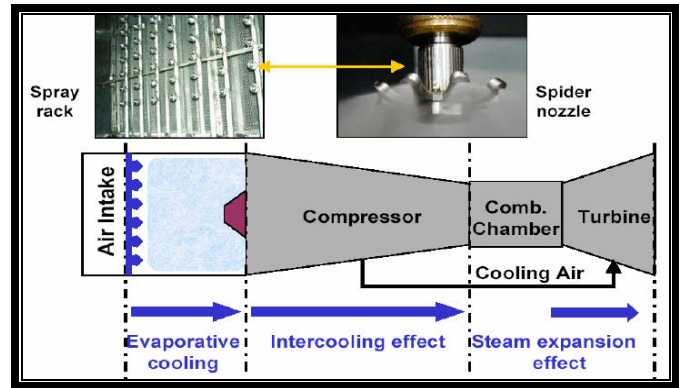 Spray
rack
Spider
nozzle
Air Intake
Compressor
Comb.
Chamber
Turbine
Cooling Air
Evaporative
cooling
Intercooling effect
Steam expansion
effect